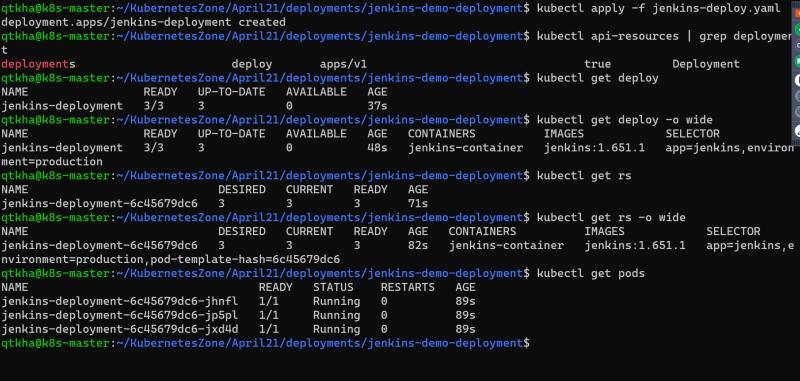 qtkha@k8s-master:~/KubernetesZone/April21/deployments/jenkins-demo-deployment$ kubectl apply -f jenkins-deploy.yaml
deployment.apps/jenkins-deployment created
qtkha@k8s-master:~/KubernetesZone/April21/deployments/jenkins-demo-deployment$ kubectl api-resources | grep deploymen
t
deployments deploy apps/v1 true Deployment
qtkha@k8s-master:~/KubernetesZone/April21/deployments/jenkins-demo-deployment$ kubectl get deploy
NAME READY UP-TO-DATE AVAILABLE AGE
jenkins-deployment 3/3 3 0 37s
qtkha@k8s-master:~/KubernetesZone/April21/deployments/jenkins-demo-deployment$ kubectl get deploy -o wide
NAME READY UP-TO-DATE AVAILABLE AGE CONTAINERS IMAGES SELECTOR
jenkins-deployment 3/3 3 0 48s jenkins-container jenkins:1.651.1 app=jenkins,environ
ment=production
qtkha@k8s-master:~/KubernetesZone/April21/deployments/jenkins-demo-deployment$ kubectl get rs
NAME DESIRED CURRENT READY AGE
jenkins-deployment-6c45679dc6 3 3 3 71s
qtkha@k8s-master:~/KubernetesZone/April21/deployments/jenkins-demo-deployment$ kubectl get rs -o wide
NAME DESIRED CURRENT READY AGE CONTAINERS IMAGES SELECTOR
jenkins-deployment-6c45679dc6 3 3 3 82s jenkins-container jenkins:1.651.1 app=jenkins,e
nvironment=production,pod-template-hash=6c45679dc6
qtkha@k8s-master:~/KubernetesZone/April21/deployments/jenkins-demo-deployment$ kubectl get pods
NAME READY STATUS RESTARTS AGE
jenkins-deployment-6c45679dc6-jhnfl 1/1 Running 0 89s
jenkins-deployment-6c45679dc6-jp5pl 1/1 Running 0 89s
jenkins-deployment-6c45679dc6-jxd4d 1/1 Running 0 89s
qtkha@k8s-master:~/KubernetesZone/April21/deployments/jenkins-demo-deployment$